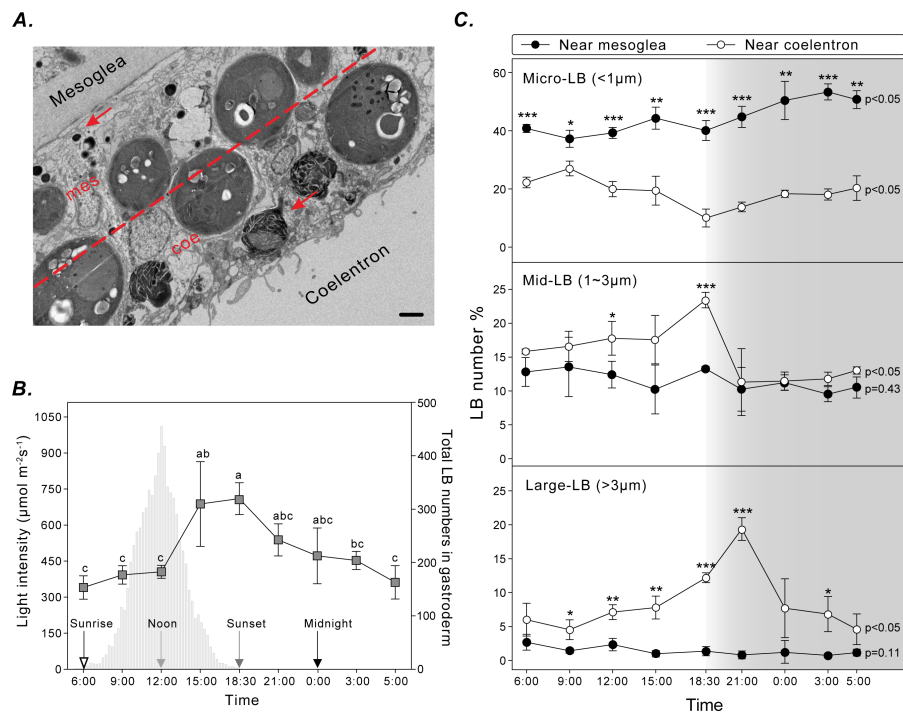 A.
Mesoglea
mes
coe
Coelentron
B.
Light intensity (µmol m⁻²s⁻¹)
1050
900
750
600
450
300
150
0
500
400
300
200
100
0
Total LB numbers in gastroderm
c
c
c
ab
a
abc
abc
bc
c
Sunrise
Noon
Sunset
Midnight
6:00 9:00 12:00 15:00 18:30 21:00 0:00 3:00 5:00
Time
C.
Near mesoglea Near coelentron
Micro-LB (<1µm)
60
40
20
0
*** * *** ** *** *** ** *** **
p<0.05
p<0.05
Mid-LB (1~3µm)
25
20
15
10
5
0
* ***
p<0.05
p=0.43
Large-LB (>3µm)
25
20
15
10
5
0
* ** ** *** *** *
p<0.05
p=0.11
LB number %
6:00 9:00 12:00 15:00 18:30 21:00 0:00 3:00 5:00
Time